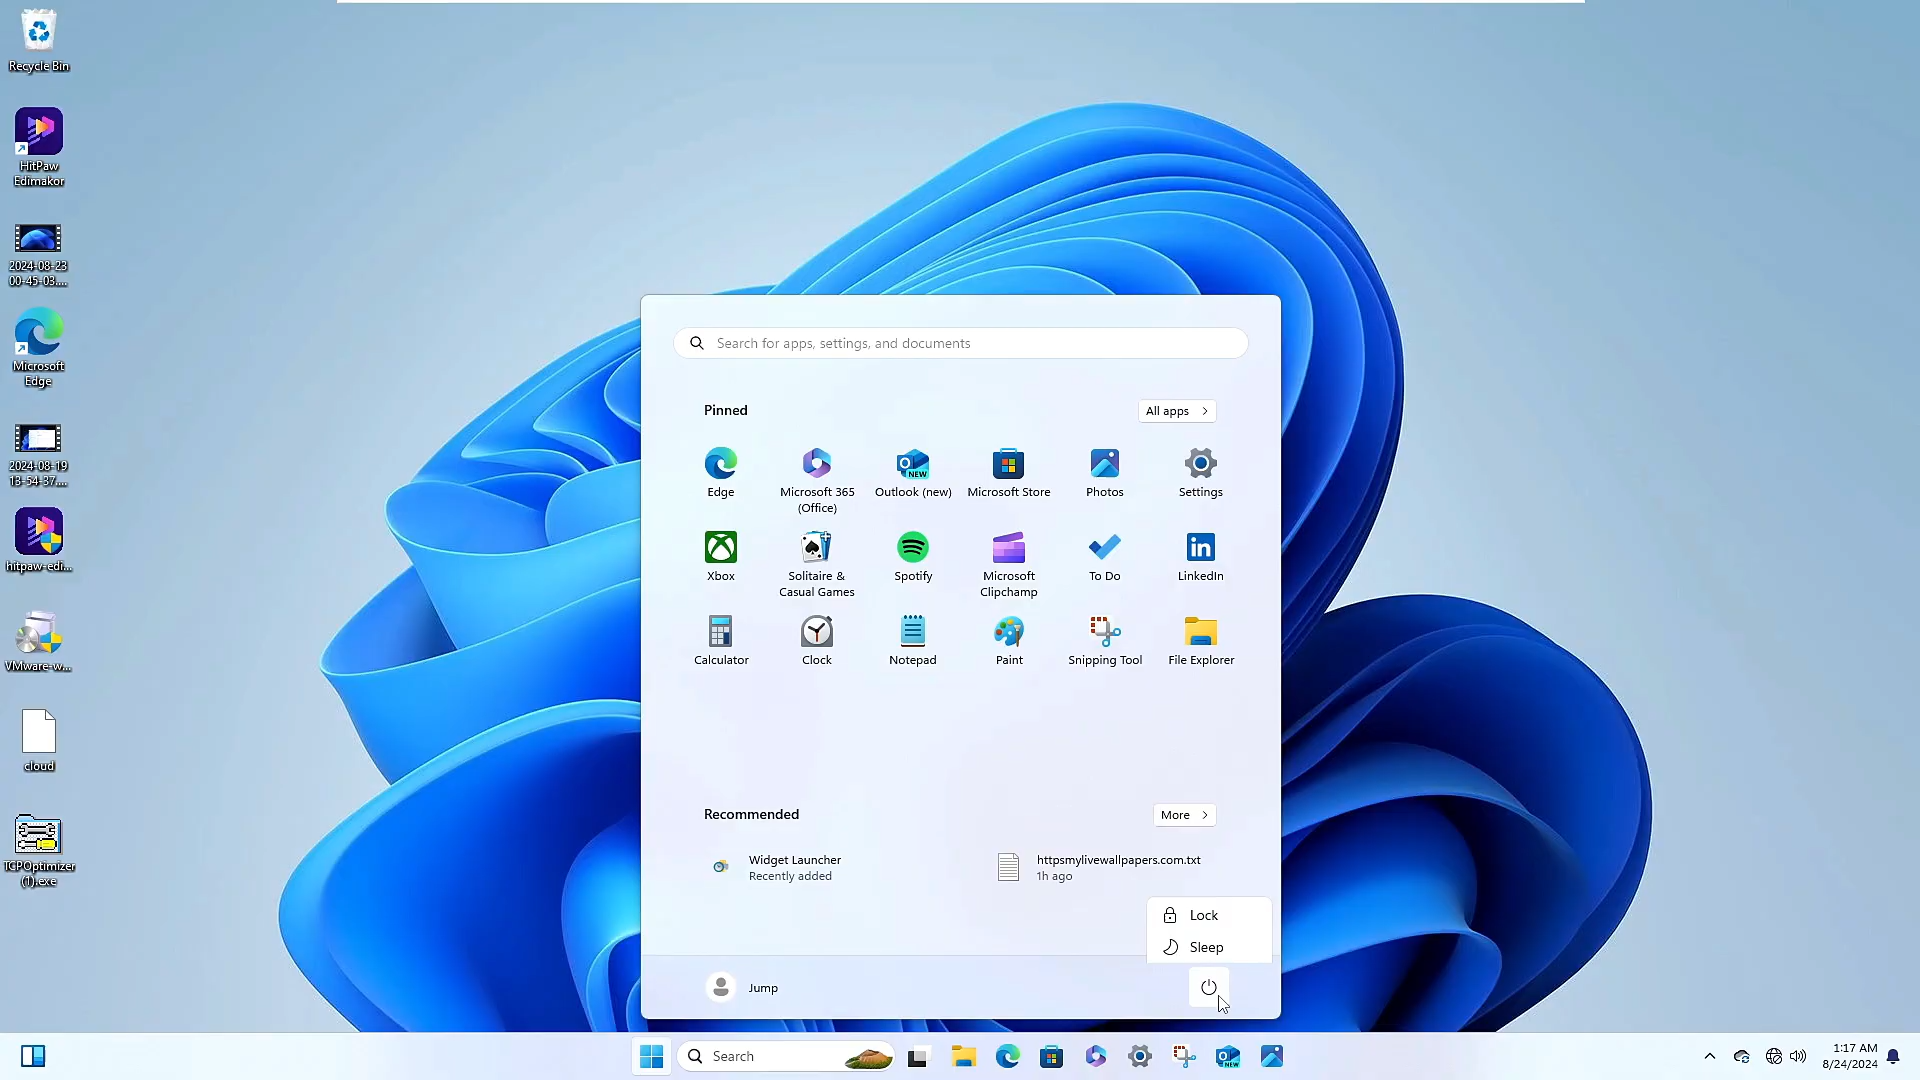 Recycle Bin
HitPaw
Edimakor
2024-08-23
00-45-03....
Microsoft
Edge
2024-08-19
13-54-37....
hitpaw-edi...
VMware-w...
cloud
TCPOptimizer
(1).exe
Search for apps, settings, and documents
Pinned
All apps
Edge
Microsoft 365
(Office)
Outlook (new)
Microsoft Store
Photos
Settings
Xbox
Solitaire &
Casual Games
Spotify
Microsoft
Clipchamp
To Do
LinkedIn
Calculator
Clock
Notepad
Paint
Snipping Tool
File Explorer
Recommended
More
Widget Launcher
Recently added
httpsmylivewallpapers.com.txt
1h ago
Lock
Sleep
Jump
Search
1:17 AM
8/24/2024